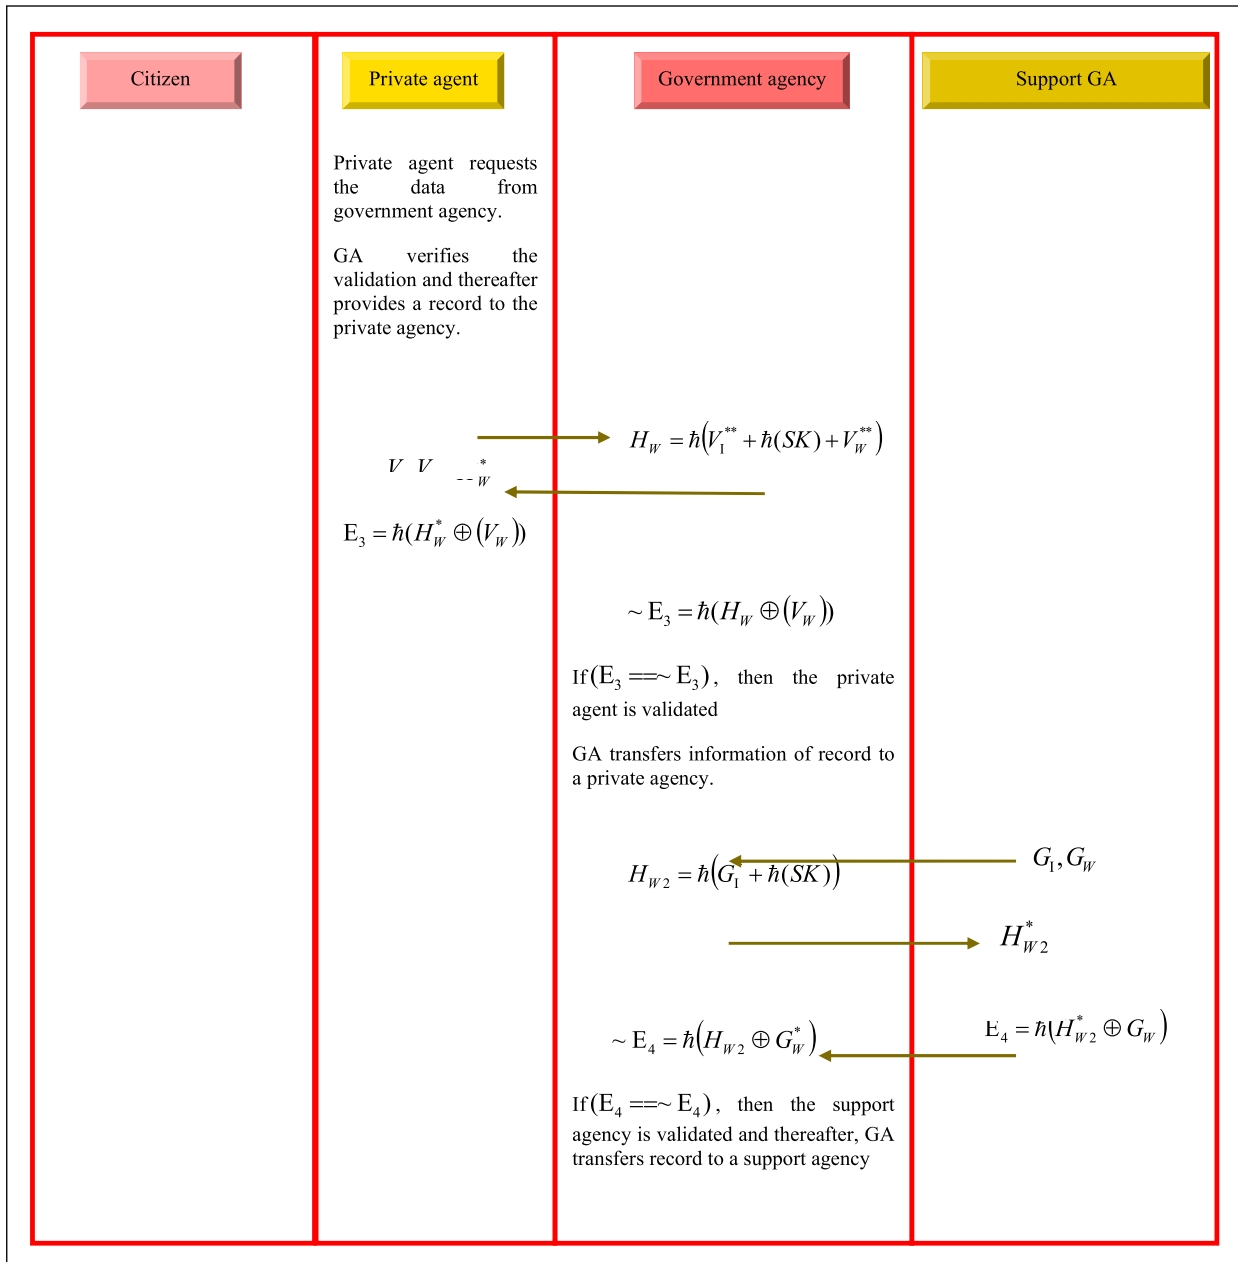 Citizen
Private agent
Government agency
Support GA
Private agent requests
the data from
government agency.
GA verifies the
validation and thereafter
provides a record to the
private agency.
H_W = ħ(V_I^** + ħ(SK) + V_W^**)
V V *_W
E_3 = ħ(H_W^* ⊕ (V_W))
~ E_3 = ħ(H_W ⊕ (V_W))
If (E_3 ==~ E_3), then the private
agent is validated
GA transfers information of record to
a private agency.
G_I, G_W
H_W2 = ħ(G_I + ħ(SK))
H_W2^*
E_4 = ħ(H_W2^* ⊕ G_W)
~ E_4 = ħ(H_W2 ⊕ G_W^*)
If (E_4 ==~ E_4), then the support
agency is validated and thereafter, GA
transfers record to a support agency